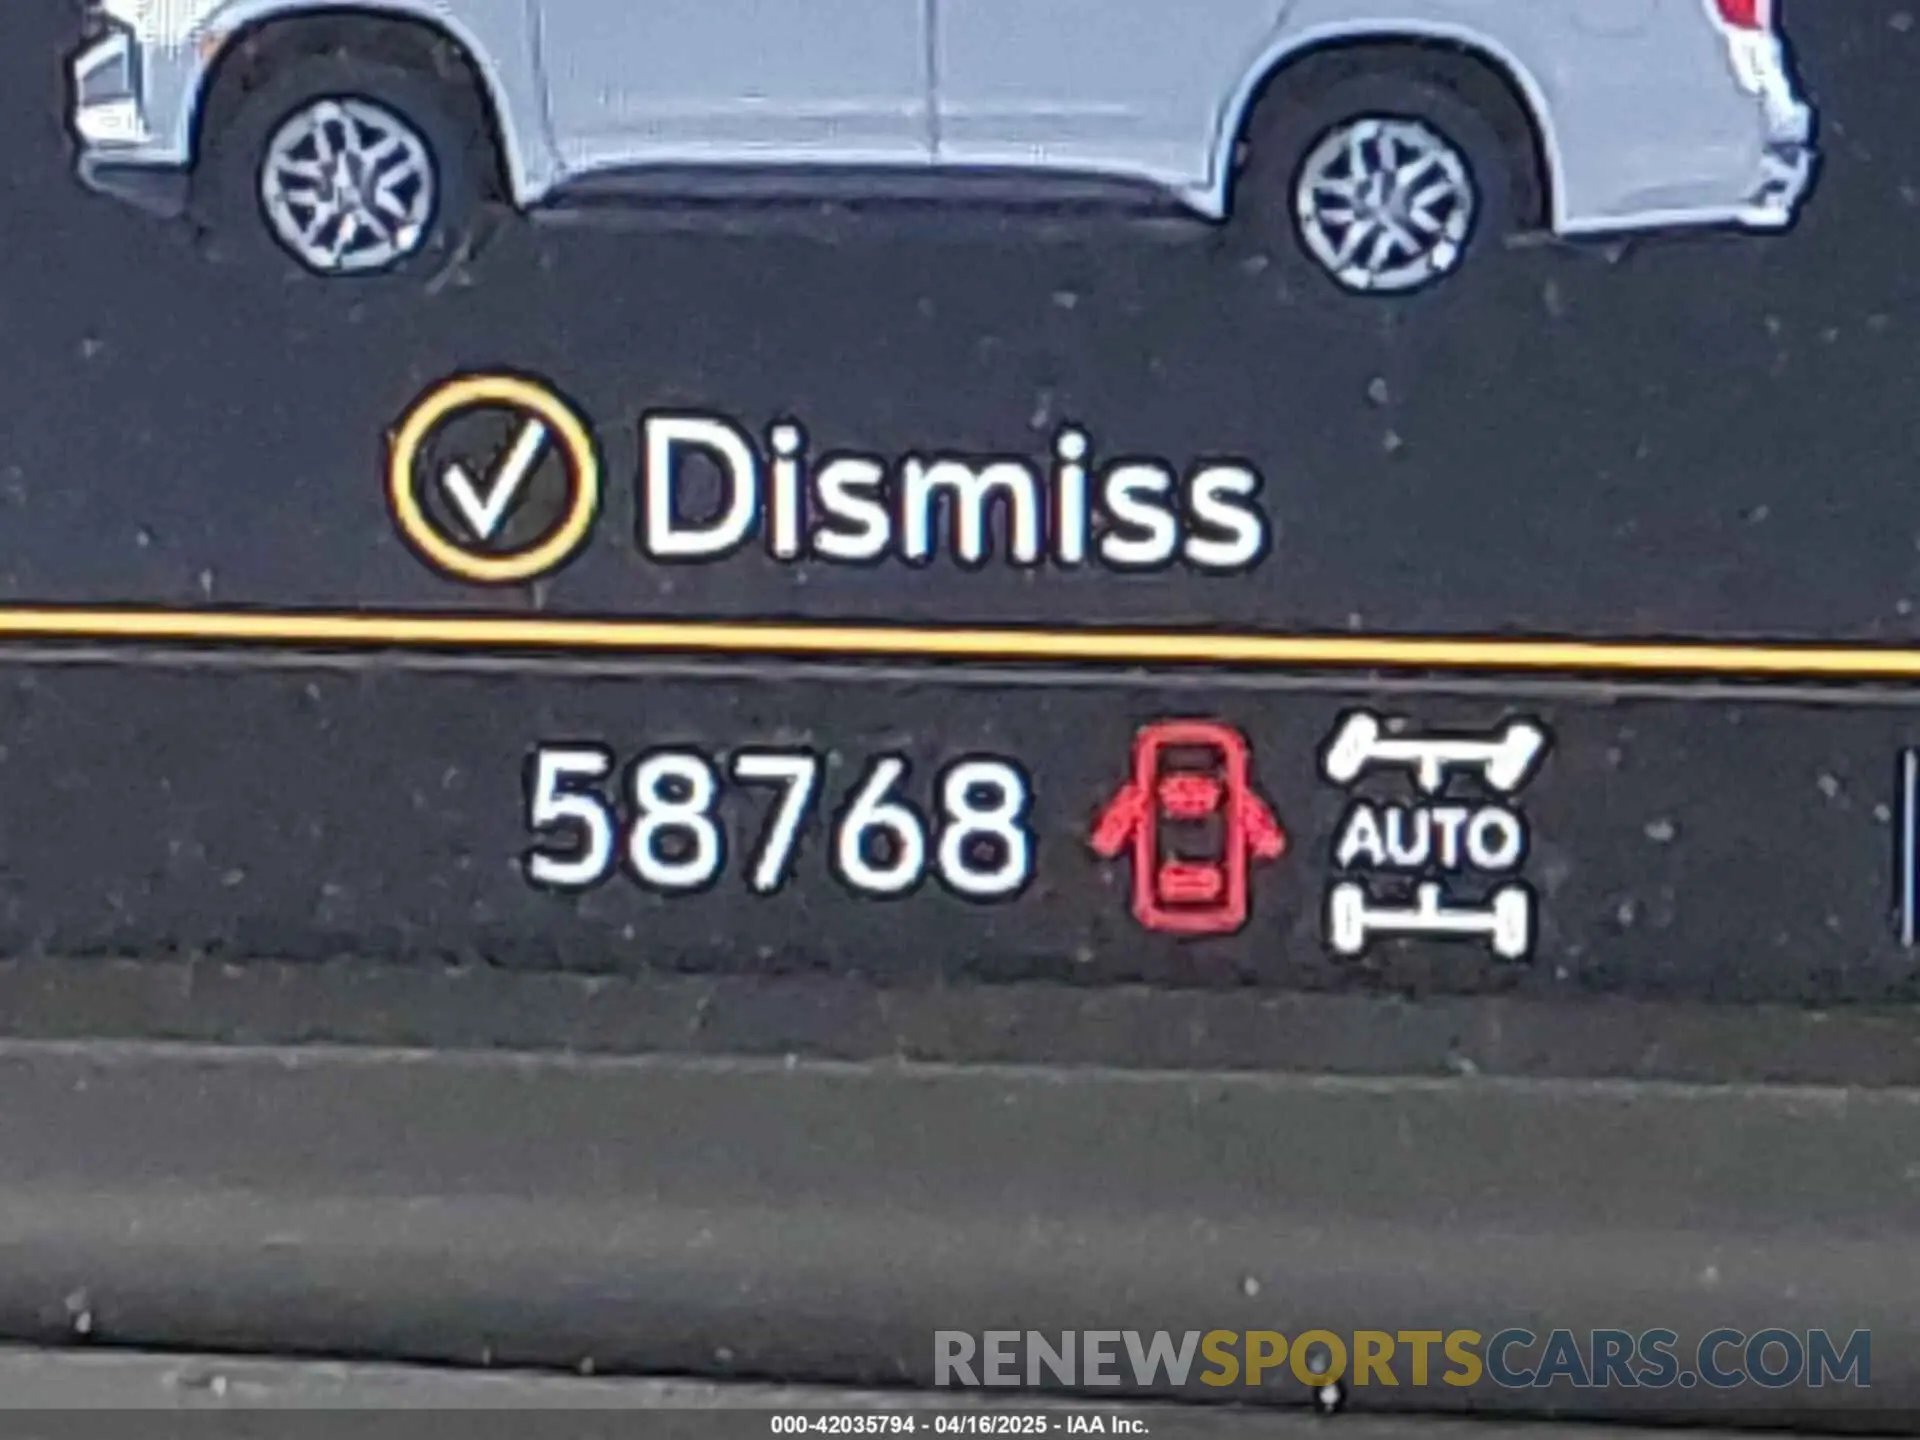 Dismiss
58768
AUTO
RENEWSPORTSCARS.COM
000-42035794 - 04/16/2025 - IAA Inc.